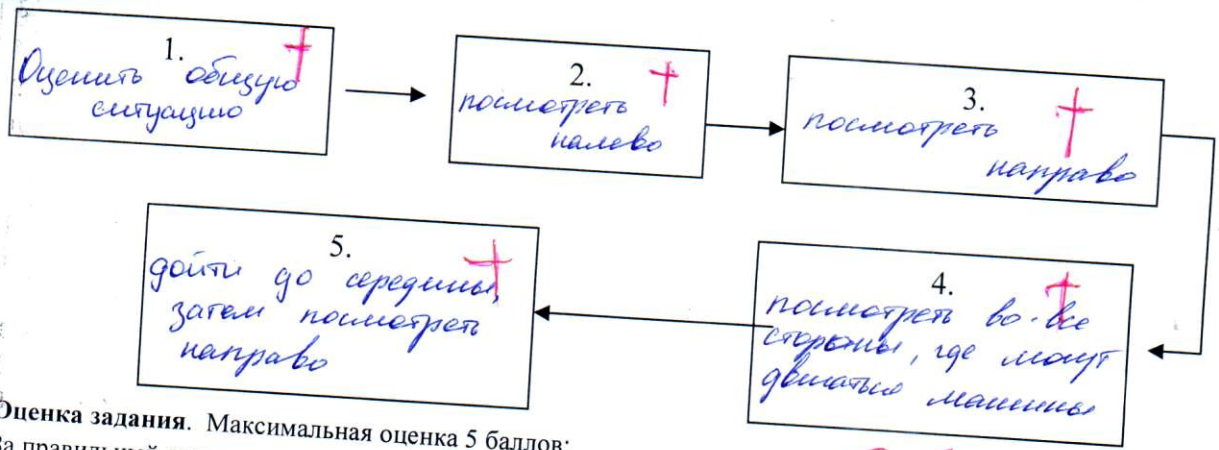 1.
Оценить общую
ситуацию
2.
посмотреть
налево
3.
посмотреть
направо
4.
посмотреть во все
стороны, где могут
двигаться машины
5.
дойти до середины,
затем посмотреть
направо
Оценка задания. Максимальная оценка 5 баллов: